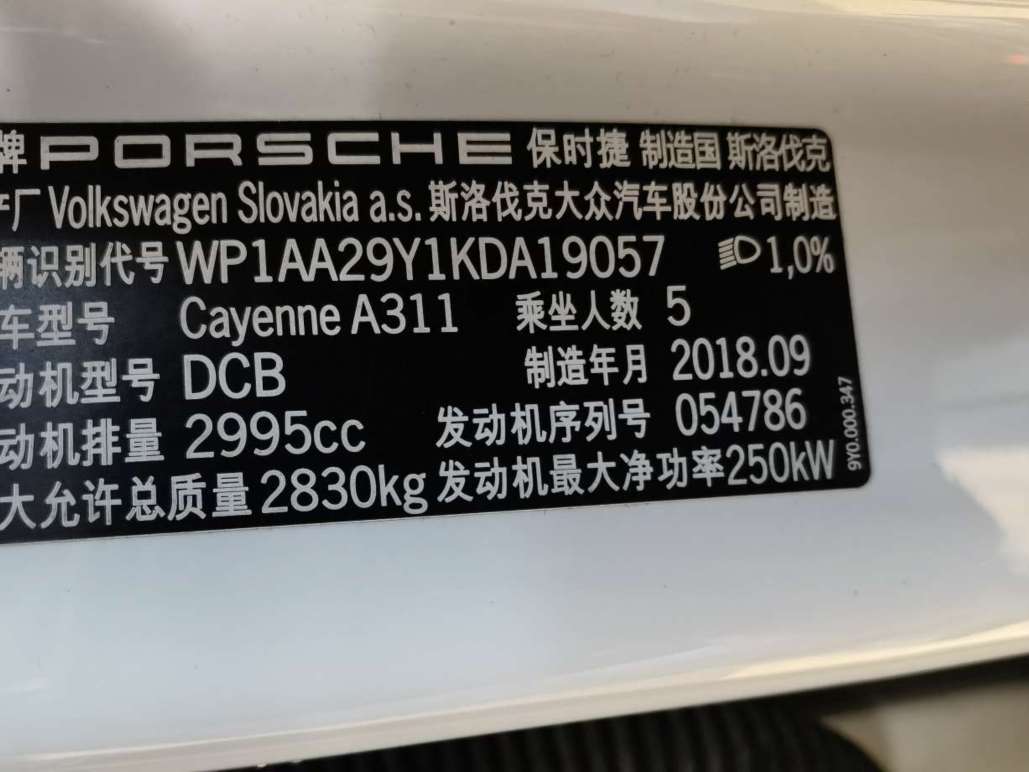 牌 PORSCHE 保时捷 制造国 斯洛伐克
产厂 Volkswagen Slovakia a.s. 斯洛伐克大众汽车股份公司制造
辆识别代号 WP1AA29Y1KDA19057 1,0%
车型号 Cayenne A311 乘坐人数 5
动机型号 DCB 制造年月 2018.09
动机排量 2995cc 发动机序列号 054786
大允许总质量 2830kg 发动机最大净功率 250kW
9Y0.000.347